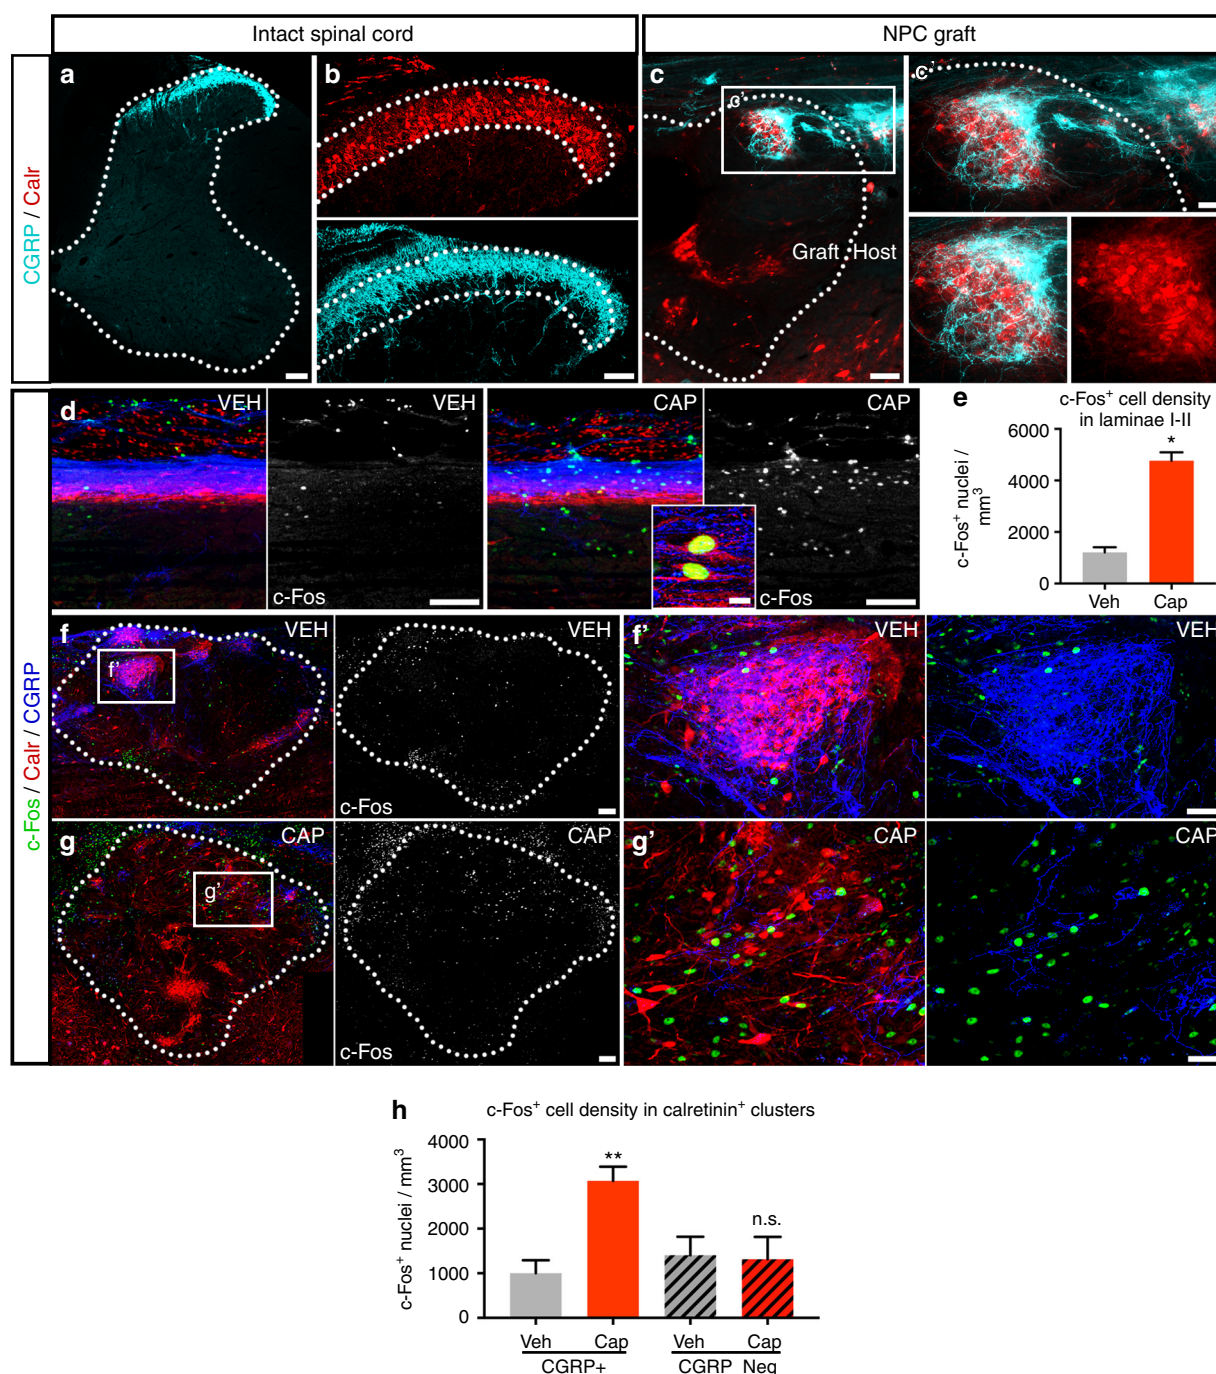 Intact spinal cord
NPC graft
CGRP / Calr
a
b
c
c'
Graft
Host
c'
c-Fos / Calr / CGRP
d
VEH
VEH
c-Fos
CAP
CAP
c-Fos
e
c-Fos+ cell density
in laminae I-II
c-Fos+ nuclei /
mm3
6000
4000
2000
0
*
Veh
Cap
f
f'
VEH
VEH
c-Fos
f'
VEH
VEH
g
g'
CAP
CAP
c-Fos
g'
CAP
CAP
h
c-Fos+ cell density in calretinin+ clusters
c-Fos+ nuclei / mm3
4000
3000
2000
1000
0
**
n.s.
Veh
Cap
Veh
Cap
CGRP+
CGRP Neg